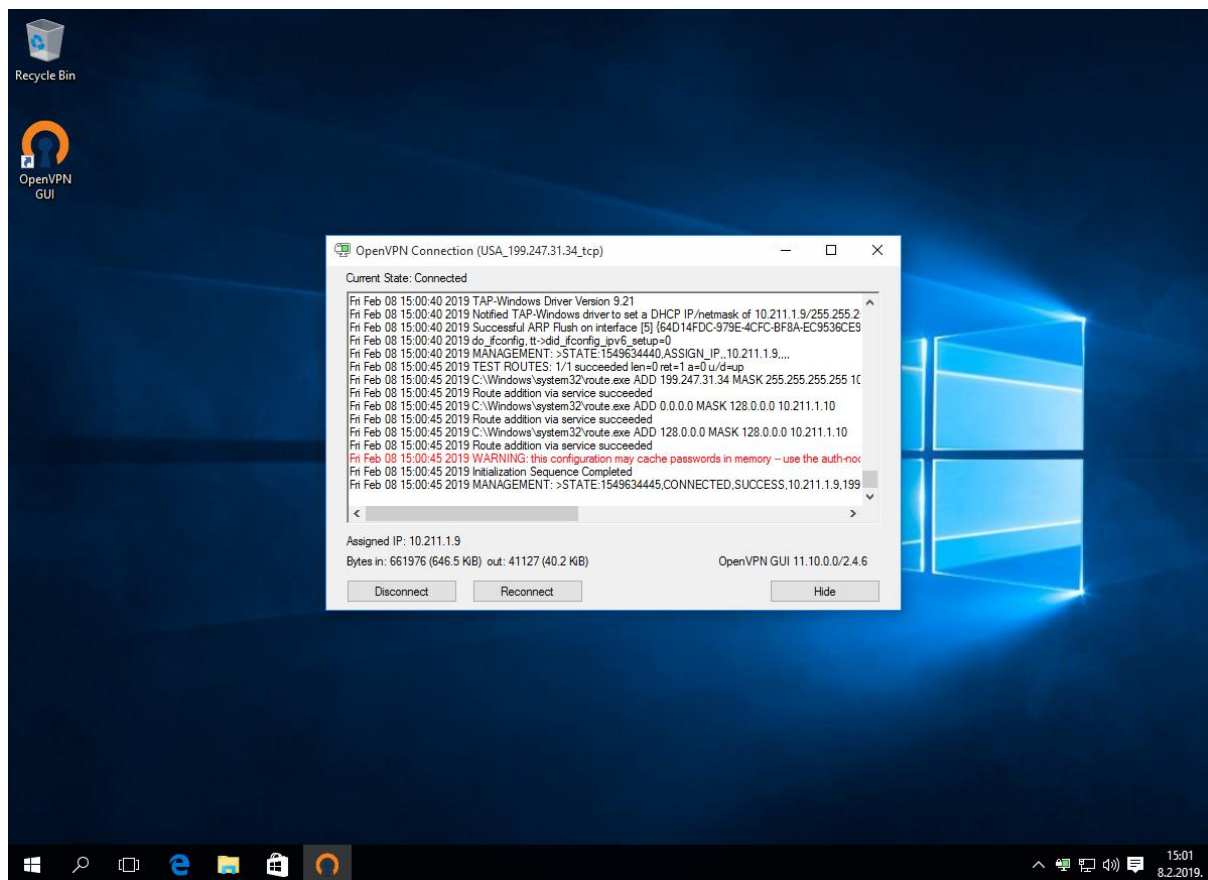 Recycle Bin
OpenVPN
GUI
OpenVPN Connection (USA_199.247.31.34_tcp)
Current State: Connected
Fri Feb 08 15:00:40 2019 TAP-Windows Driver Version 9.21
Fri Feb 08 15:00:40 2019 Notified TAP-Windows driver to set a DHCP IP/netmask of 10.211.1.9/255.255.2
Fri Feb 08 15:00:40 2019 Successful ARP Flush on interface [5] {64D14FDC-979E-4CFC-BF8A-EC9536CE9
Fri Feb 08 15:00:40 2019 do_ifconfig, tt->did_ifconfig_ipv6_setup=0
Fri Feb 08 15:00:40 2019 MANAGEMENT: >STATE:1549634440,ASSIGN_IP,,10.211.1.9,,,,
Fri Feb 08 15:00:45 2019 TEST ROUTES: 1/1 succeeded len=0 ret=1 a=0 u/d=up
Fri Feb 08 15:00:45 2019 C:\Windows\system32\route.exe ADD 199.247.31.34 MASK 255.255.255.255 10
Fri Feb 08 15:00:45 2019 Route addition via service succeeded
Fri Feb 08 15:00:45 2019 C:\Windows\system32\route.exe ADD 0.0.0.0 MASK 128.0.0.0 10.211.1.10
Fri Feb 08 15:00:45 2019 Route addition via service succeeded
Fri Feb 08 15:00:45 2019 C:\Windows\system32\route.exe ADD 128.0.0.0 MASK 128.0.0.0 10.211.1.10
Fri Feb 08 15:00:45 2019 Route addition via service succeeded
Fri Feb 08 15:00:45 2019 WARNING: this configuration may cache passwords in memory -- use the auth-noc
Fri Feb 08 15:00:45 2019 Initialization Sequence Completed
Fri Feb 08 15:00:45 2019 MANAGEMENT: >STATE:1549634445,CONNECTED,SUCCESS,10.211.1.9,199
Assigned IP: 10.211.1.9
Bytes in: 661976 (646.5 KiB) out: 41127 (40.2 KiB)
OpenVPN GUI 11.10.0.0/2.4.6
Disconnect
Reconnect
Hide
15:01
8.2.2019.